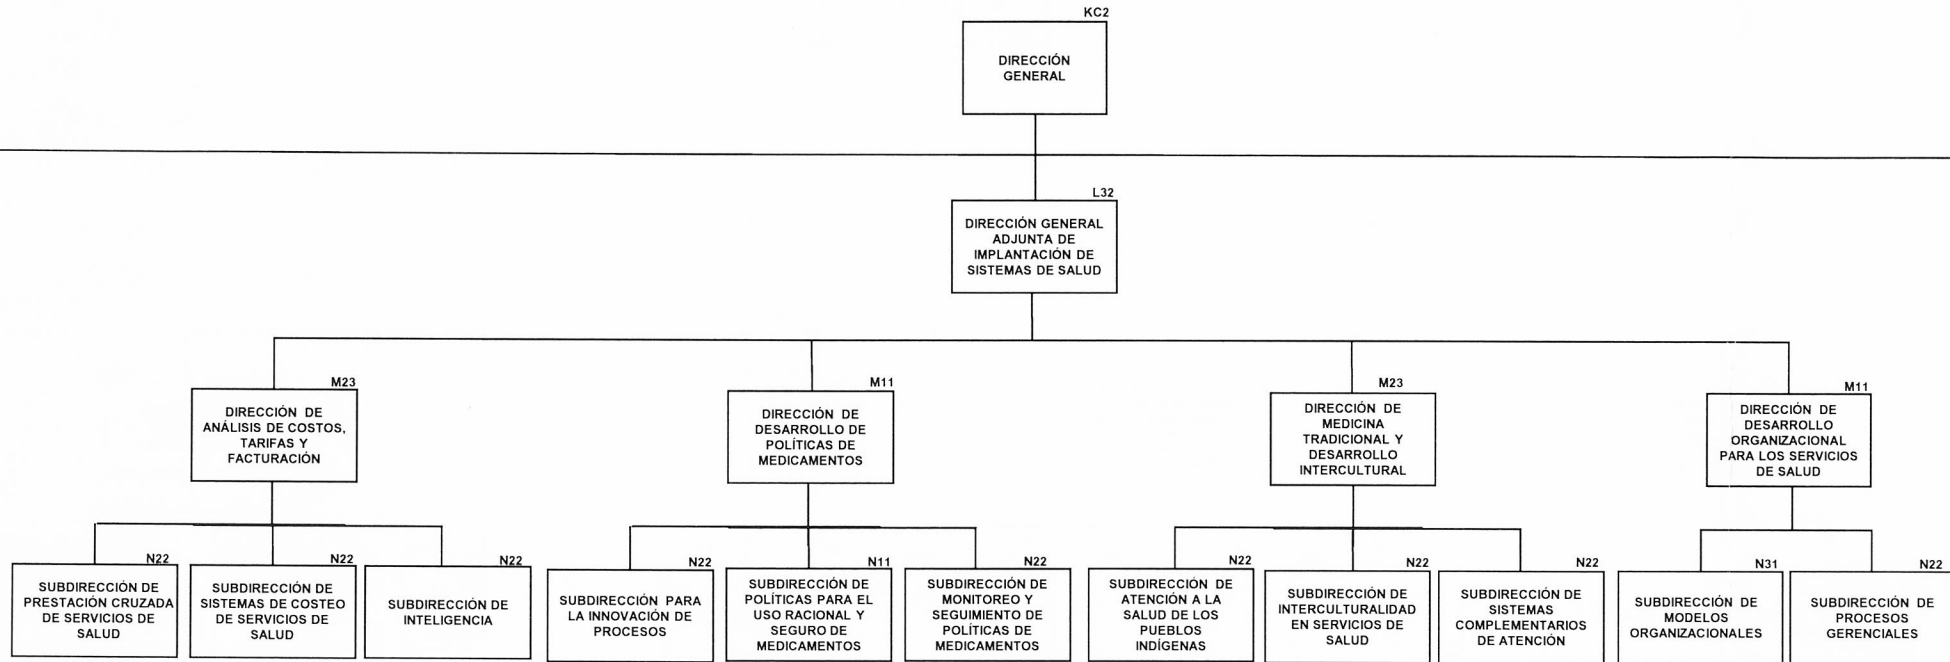 KC2
DIRECCIÓN
GENERAL
L32
DIRECCIÓN GENERAL
ADJUNTA DE
IMPLANTACIÓN DE
SISTEMAS DE SALUD
M23
DIRECCIÓN DE
ANÁLISIS DE COSTOS,
TARIFAS Y
FACTURACIÓN
M11
DIRECCIÓN DE
DESARROLLO DE
POLÍTICAS DE
MEDICAMENTOS
M23
DIRECCIÓN DE
MEDICINA
TRADICIONAL Y
DESARROLLO
INTERCULTURAL
M11
DIRECCIÓN DE
DESARROLLO
ORGANIZACIONAL
PARA LOS SERVICIOS
DE SALUD
N22
SUBDIRECCIÓN DE
PRESTACIÓN CRUZADA
DE SERVICIOS DE
SALUD
N22
SUBDIRECCIÓN DE
SISTEMAS DE COSTEO
DE SERVICIOS DE
SALUD
N22
SUBDIRECCIÓN DE
INTELIGENCIA
N22
SUBDIRECCIÓN PARA
LA INNOVACIÓN DE
PROCESOS
N11
SUBDIRECCIÓN DE
POLÍTICAS PARA EL
USO RACIONAL Y
SEGURO DE
MEDICAMENTOS
N22
SUBDIRECCIÓN DE
MONITOREO Y
SEGUIMIENTO DE
POLÍTICAS DE
MEDICAMENTOS
N22
SUBDIRECCIÓN DE
ATENCIÓN A LA
SALUD DE LOS
PUEBLOS
INDÍGENAS
N22
SUBDIRECCIÓN DE
INTERCULTURALIDAD
EN SERVICIOS DE
SALUD
N22
SUBDIRECCIÓN DE
SISTEMAS
COMPLEMENTARIOS
DE ATENCIÓN
N31
SUBDIRECCIÓN DE
MODELOS
ORGANIZACIONALES
N22
SUBDIRECCIÓN DE
PROCESOS
GERENCIALES